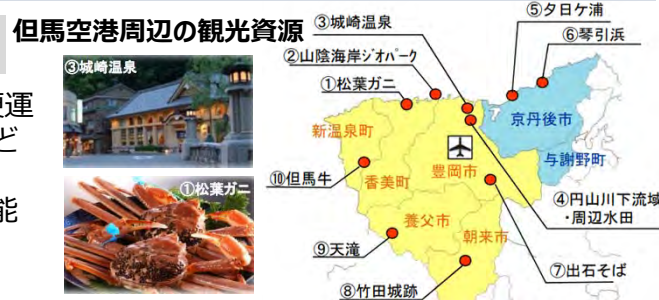 但馬空港周辺の観光資源
③城崎温泉
①松葉ガニ
便運
ど
能
③城崎温泉
②山陰海岸ジオパーク
①松葉ガニ
⑤夕日ケ浦
⑥琴引浜
京丹後市
与謝野町
新温泉町
香美町
豊岡市
⑩但馬牛
④円山川下流域
・周辺水田
養父市
朝来市
⑨天滝
⑦出石そば
⑧竹田城跡